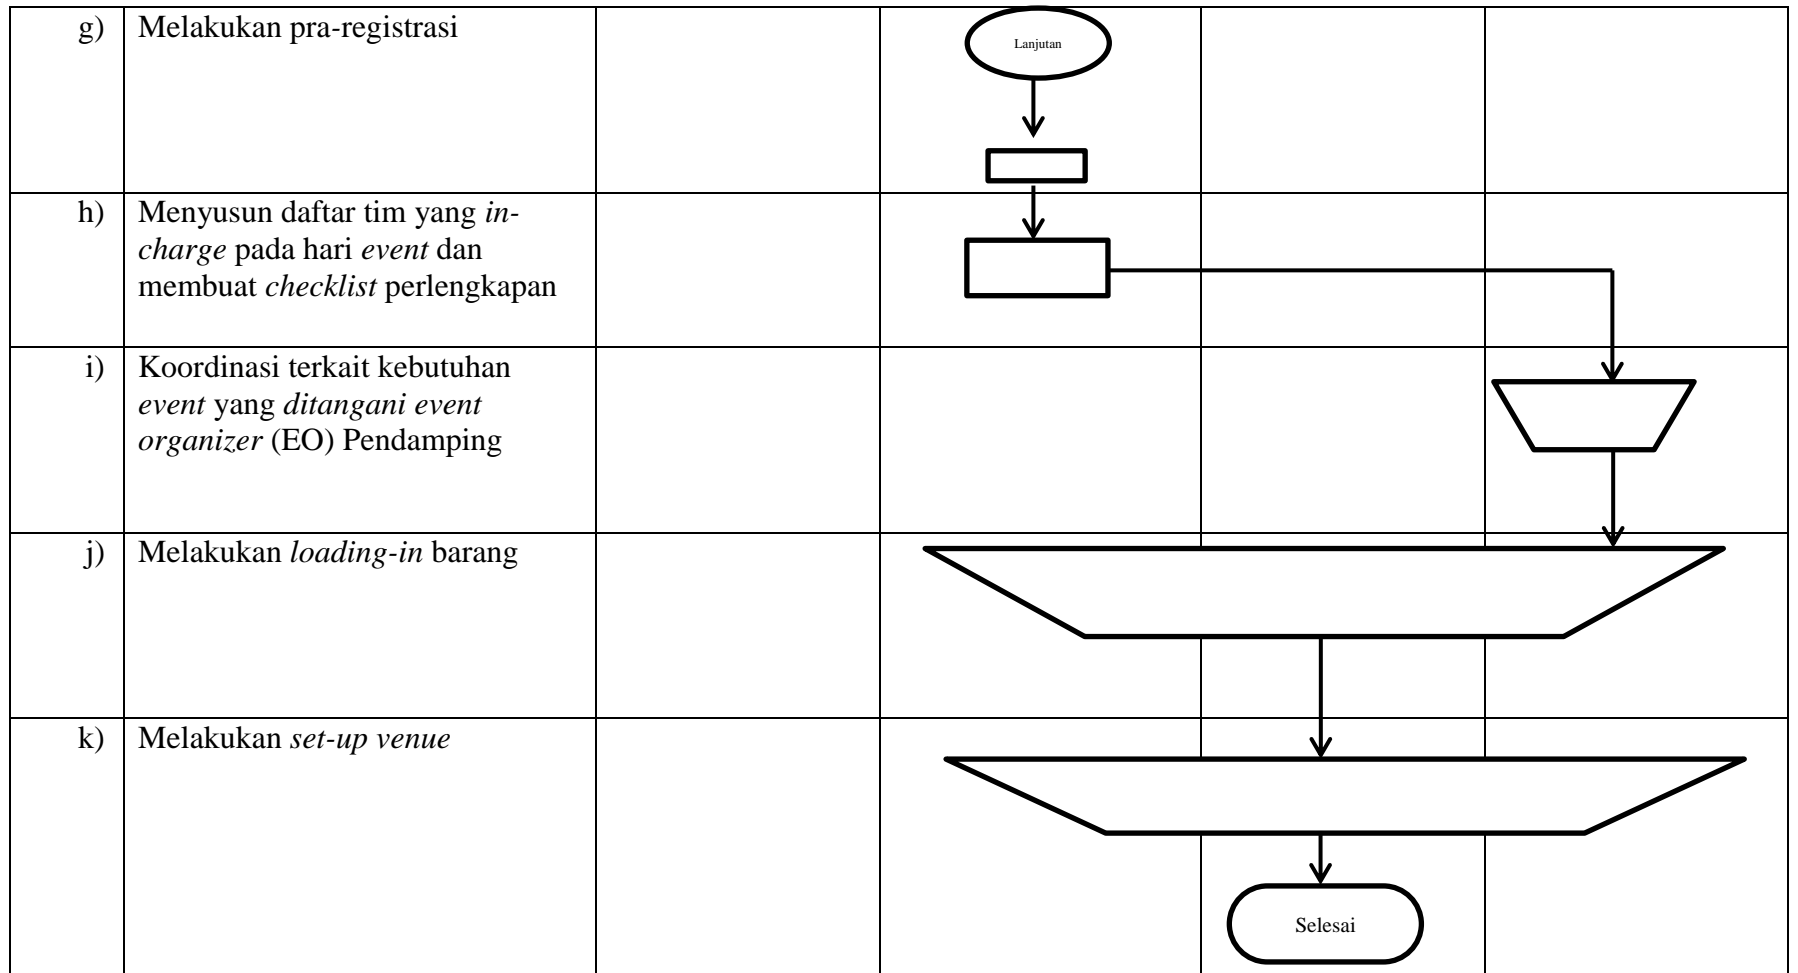 g) Melakukan pra-registrasi
Lanjutan
h) Menyusun daftar tim yang in-
charge pada hari event dan
membuat checklist perlengkapan
i) Koordinasi terkait kebutuhan
event yang ditangani event
organizer (EO) Pendamping
j) Melakukan loading-in barang
k) Melakukan set-up venue
Selesai